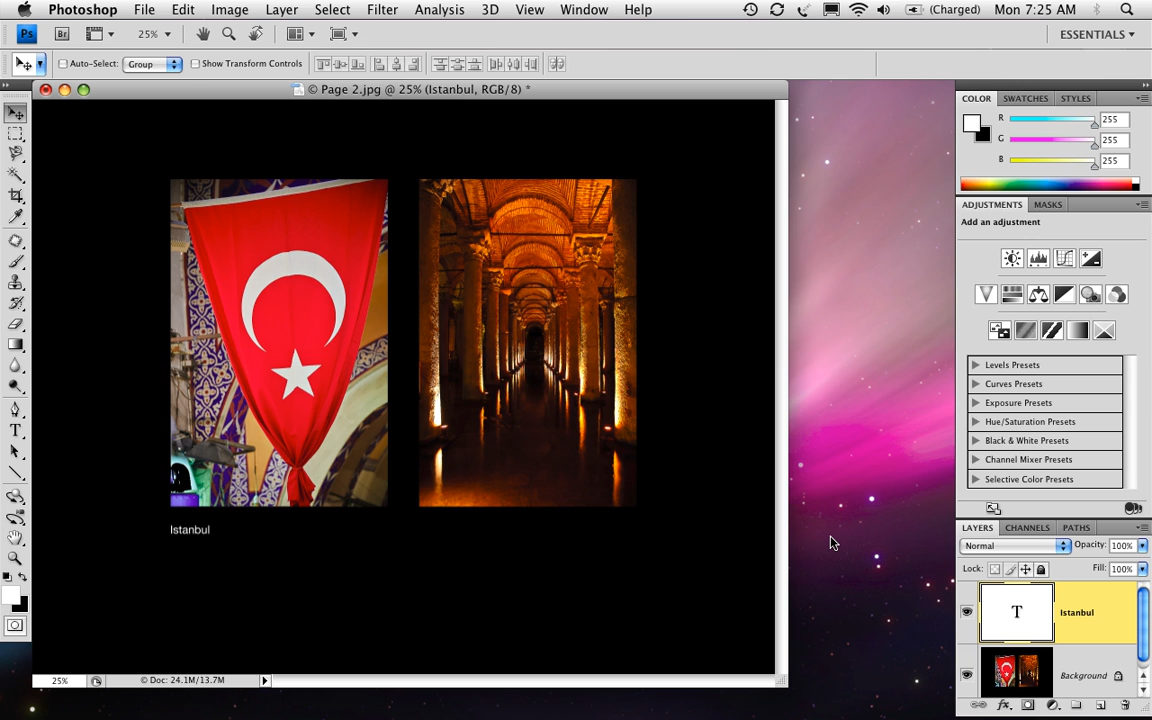 Photoshop File Edit Image Layer Select Filter Analysis 3D View Window Help (Charged) Mon 7:25 AM
Ps Br 25% ESSENTIALS
Auto-Select: Group Show Transform Controls
© Page 2.jpg @ 25% (Istanbul, RGB/8) *
COLOR SWATCHES STYLES
R 255
G 255
B 255
ADJUSTMENTS MASKS
Add an adjustment
Levels Presets
Curves Presets
Exposure Presets
Hue/Saturation Presets
Black & White Presets
Channel Mixer Presets
Selective Color Presets
T
Istanbul
LAYERS CHANNELS PATHS
Normal Opacity: 100%
Lock: Fill: 100%
T Istanbul
Background
25% © Doc: 24.1M/13.7M
fx